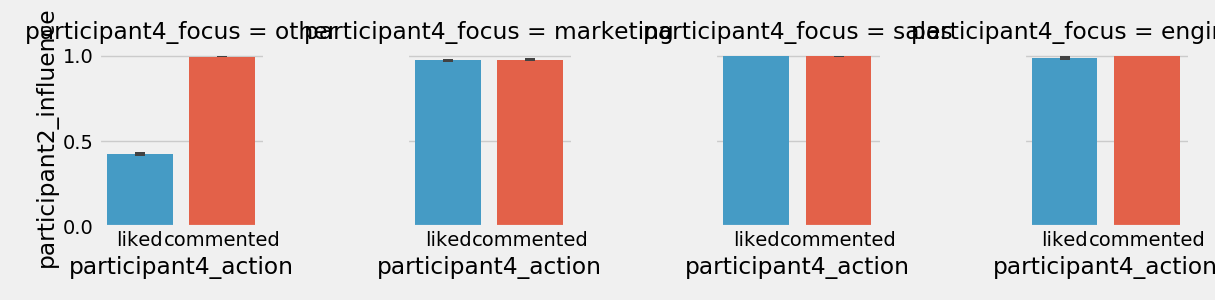 participant4_focus = other
participant4_focus = marketing
participant4_focus = sales
participant4_focus = engi
participant2_influence
1.0
0.5
0.0
liked commented
liked commented
liked commented
liked commented
participant4_action
participant4_action
participant4_action
participant4_action